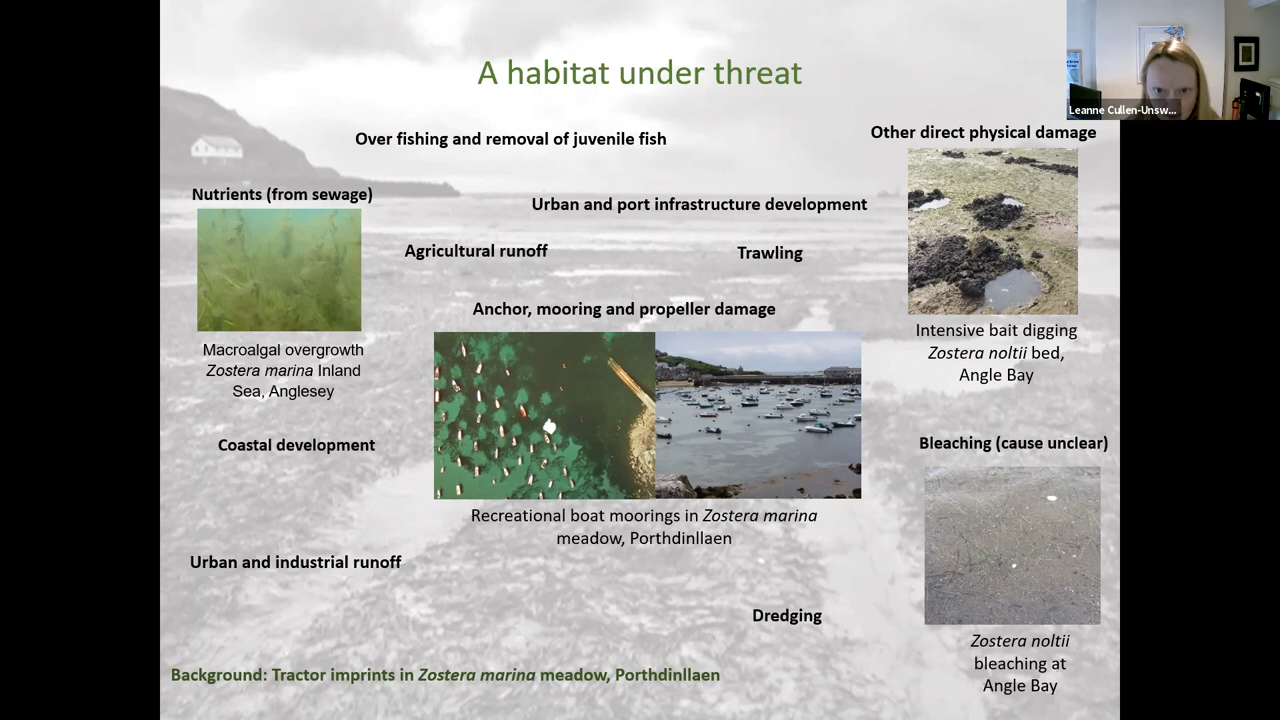 A habitat under threat
Leanne Cullen-Unsw...
Over fishing and removal of juvenile fish
Other direct physical damage
Nutrients (from sewage)
Urban and port infrastructure development
Agricultural runoff
Trawling
Anchor, mooring and propeller damage
Intensive bait digging
Zostera noltii bed,
Angle Bay
Macroalgal overgrowth
Zostera marina Inland
Sea, Anglesey
Coastal development
Bleaching (cause unclear)
Recreational boat moorings in Zostera marina
meadow, Porthdinllaen
Urban and industrial runoff
Dredging
Zostera noltii
bleaching at
Angle Bay
Background: Tractor imprints in Zostera marina meadow, Porthdinllaen